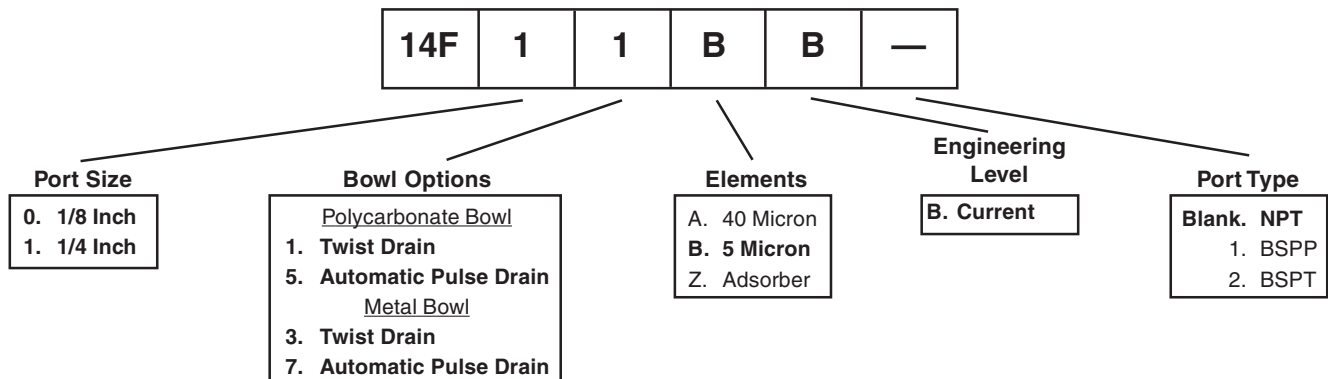 14F 1 1 B B —
Port Size
0. 1/8 Inch
1. 1/4 Inch
Bowl Options
Polycarbonate Bowl
1. Twist Drain
5. Automatic Pulse Drain
Metal Bowl
3. Twist Drain
7. Automatic Pulse Drain
Elements
A. 40 Micron
B. 5 Micron
Z. Adsorber
Engineering
Level
B. Current
Port Type
Blank. NPT
1. BSPP
2. BSPT